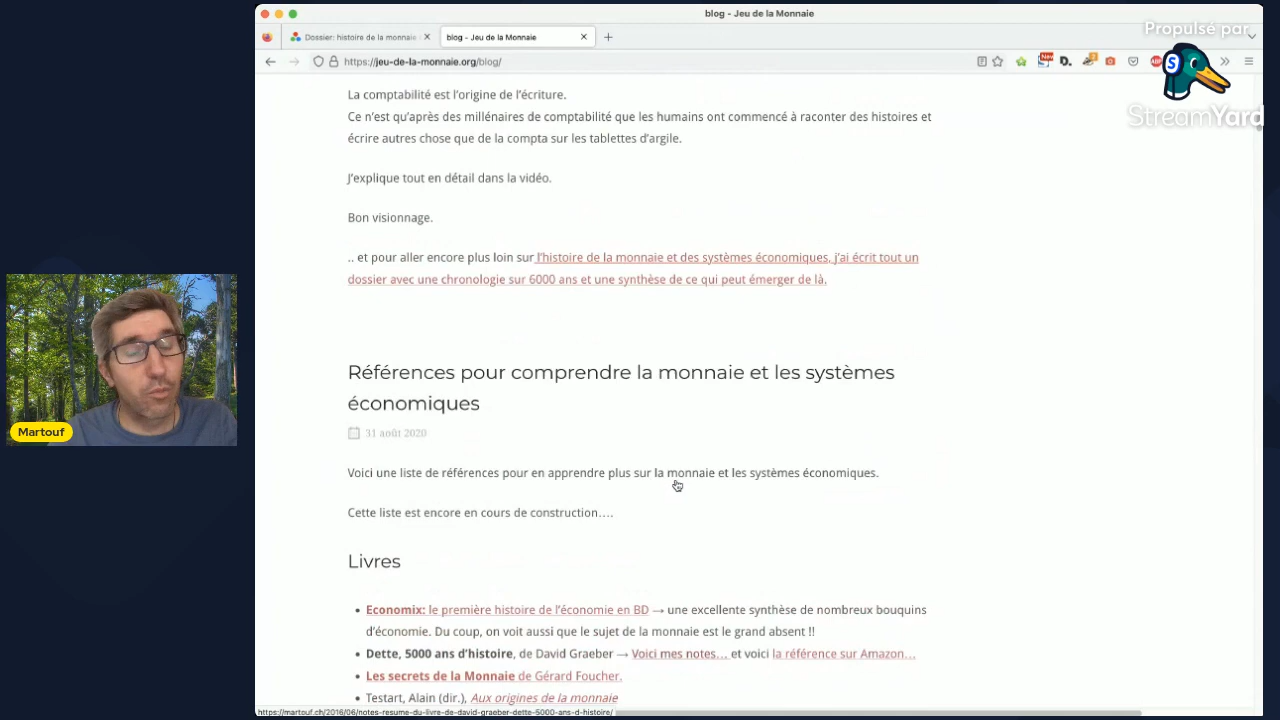 blog - Jeu de la Monnaie
Dossier: histoire de la monnaie
blog - Jeu de la Monnaie
Propulsé par
https://jeu-de-la-monnaie.org/blog/
StreamYard
La comptabilité est l'origine de l'écriture.
Ce n'est qu'après des millénaires de comptabilité que les humains ont commencé à raconter des histoires et
écrire autres chose que de la compta sur les tablettes d'argile.
J'explique tout en détail dans la vidéo.
Bon visionnage.
.. et pour aller encore plus loin sur l'histoire de la monnaie et des systèmes économiques, j'ai écrit tout un
dossier avec une chronologie sur 6000 ans et une synthèse de ce qui peut émerger de là.
Références pour comprendre la monnaie et les systèmes
économiques
31 août 2020
Martouf
Voici une liste de références pour en apprendre plus sur la monnaie et les systèmes économiques.
Cette liste est encore en cours de construction….
Livres
• Economix: le première histoire de l'économie en BD → une excellente synthèse de nombreux bouquins
d'économie. Du coup, on voit aussi que le sujet de la monnaie est le grand absent !!
• Dette, 5000 ans d'histoire, de David Graeber → Voici mes notes… et voici la référence sur Amazon…
• Les secrets de la Monnaie de Gérard Foucher.
• Testart, Alain (dir.), Aux origines de la monnaie
https://martouf.ch/2016/06/notes-resume-du-livre-de-david-graeber-dette-5000-ans-d-histoire/